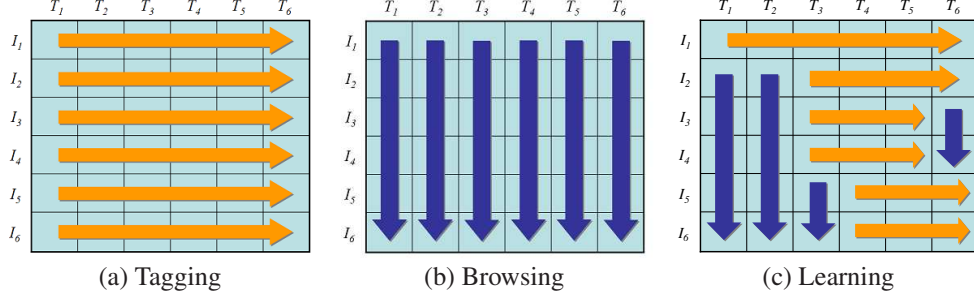 T1 T2 T3 T4 T5 T6
I1
I2
I3
I4
I5
I6
(a) Tagging
T1 T2 T3 T4 T5 T6
I1
I2
I3
I4
I5
I6
(b) Browsing
T1 T2 T3 T4 T5 T6
I1
I2
I3
I4
I5
I6
(c) Learning